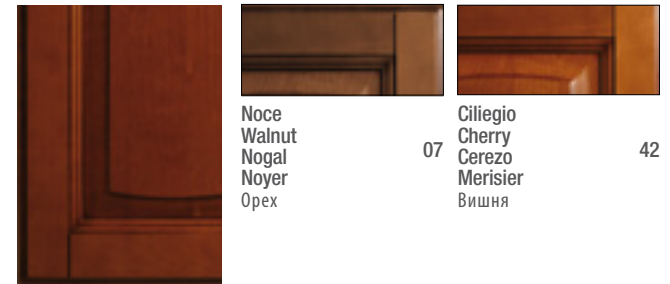 Noce
Walnut
Nogal
Noyer
Орех
07
Ciliegio
Cherry
Cerezo
Merisier
Вишня
42